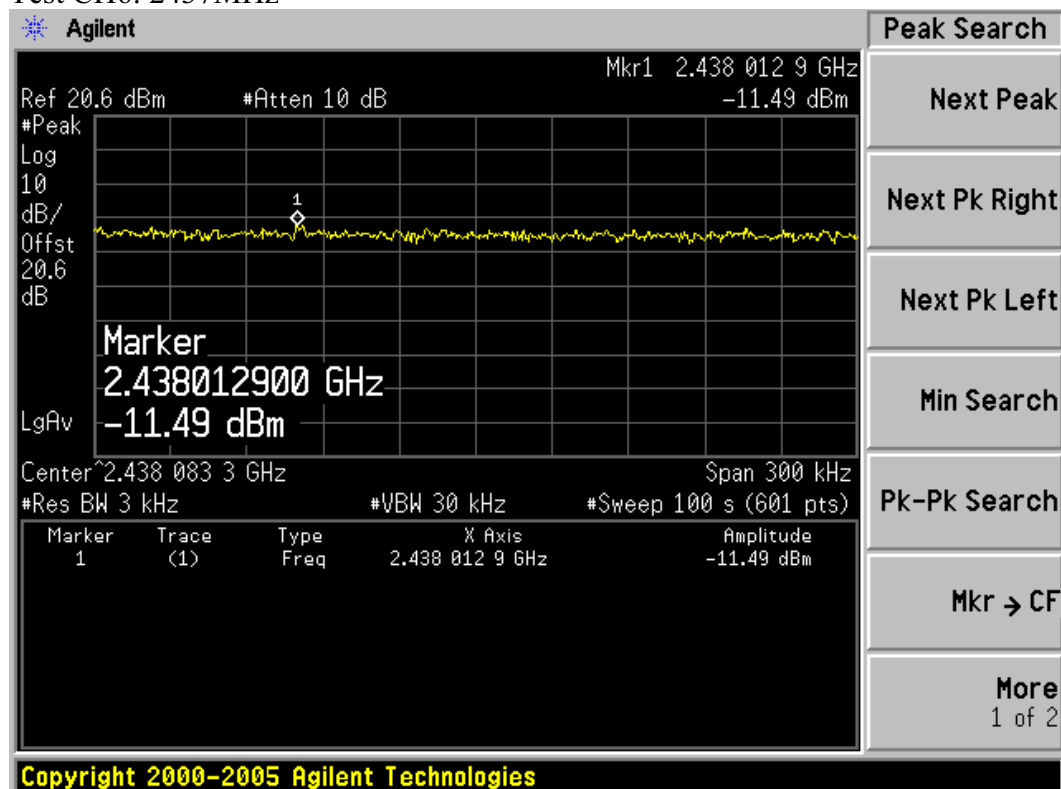 Test CH6: 2437MHz
Agilent
Peak Search
Mkr1 2.438 012 9 GHz
Ref 20.6 dBm #Atten 10 dB -11.49 dBm
#Peak
Log
10
dB/
Offst
20.6
dB
1
Marker
2.438012900 GHz
-11.49 dBm
LgAv
Center^2.438 083 3 GHz Span 300 kHz
#Res BW 3 kHz #VBW 30 kHz #Sweep 100 s (601 pts)
Marker Trace Type X Axis Amplitude
1 (1) Freq 2.438 012 9 GHz -11.49 dBm
Next Peak
Next Pk Right
Next Pk Left
Min Search
Pk-Pk Search
Mkr → CF
More
1 of 2
Copyright 2000-2005 Agilent Technologies